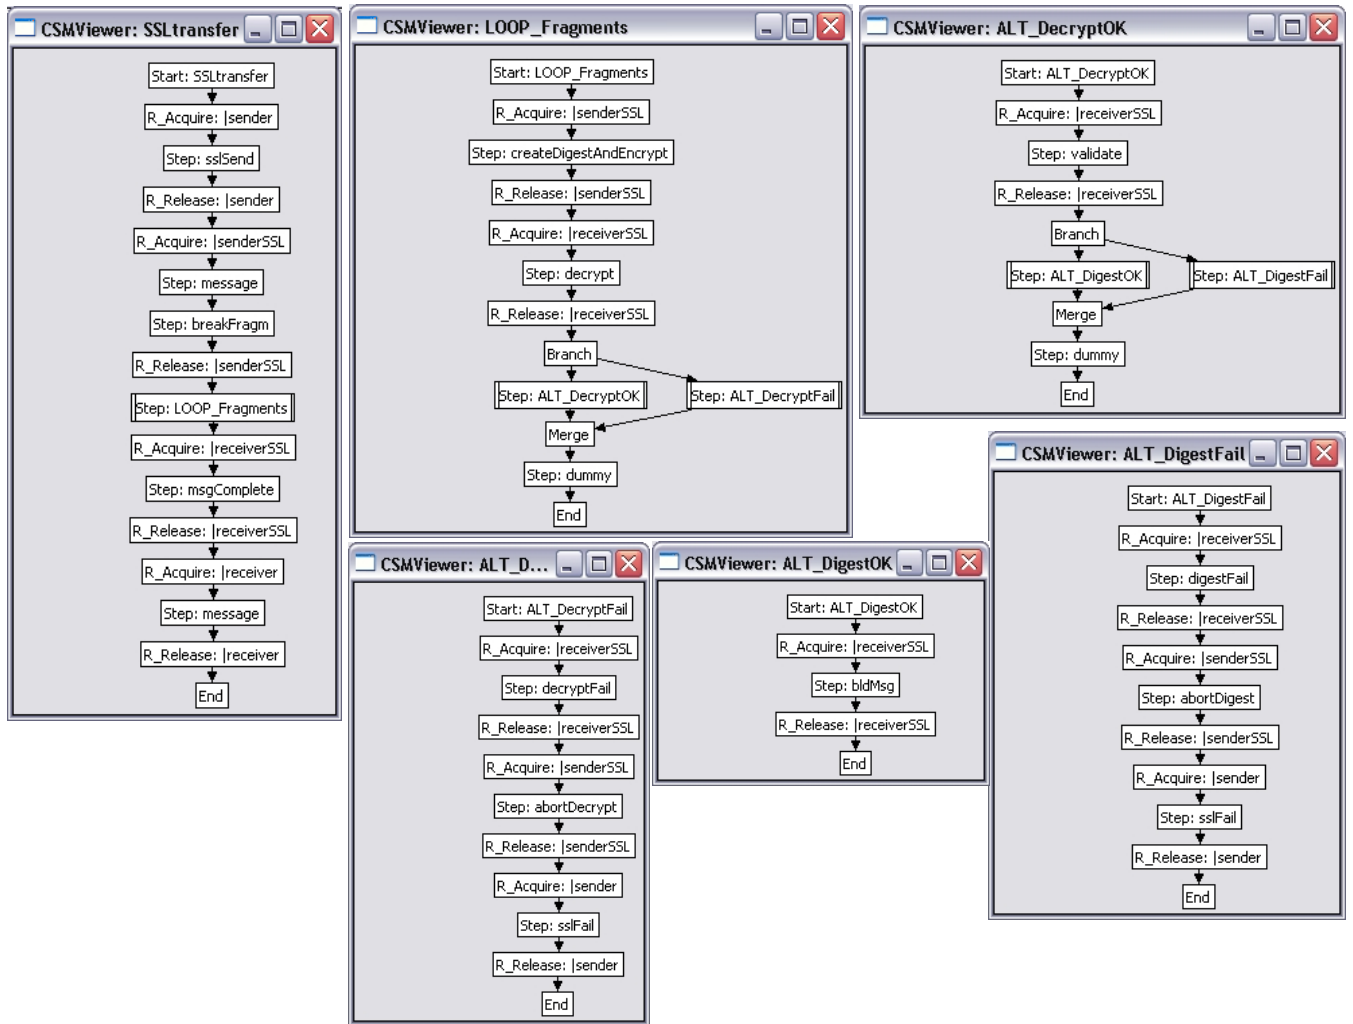 CSMViewer: SSLtransfer
Start: SSLtransfer
R_Acquire: |sender
Step: sslSend
R_Release: |sender
R_Acquire: |senderSSL
Step: message
Step: breakFragm
R_Release: |senderSSL
Step: LOOP_Fragments
R_Acquire: |receiverSSL
Step: msgComplete
R_Release: |receiverSSL
R_Acquire: |receiver
Step: message
R_Release: |receiver
End
CSMViewer: LOOP_Fragments
Start: LOOP_Fragments
R_Acquire: |senderSSL
Step: createDigestAndEncrypt
R_Release: |senderSSL
R_Acquire: |receiverSSL
Step: decrypt
R_Release: |receiverSSL
Branch
Step: ALT_DecryptOK
Step: ALT_DecryptFail
Merge
Step: dummy
End
CSMViewer: ALT_DecryptOK
Start: ALT_DecryptOK
R_Acquire: |receiverSSL
Step: validate
R_Release: |receiverSSL
Branch
Step: ALT_DigestOK
Step: ALT_DigestFail
Merge
Step: dummy
End
CSMViewer: ALT_D...
Start: ALT_DecryptFail
R_Acquire: |receiverSSL
Step: decryptFail
R_Release: |receiverSSL
R_Acquire: |senderSSL
Step: abortDecrypt
R_Release: |senderSSL
R_Acquire: |sender
Step: sslFail
R_Release: |sender
End
CSMViewer: ALT_DigestOK
Start: ALT_DigestOK
R_Acquire: |receiverSSL
Step: bldMsg
R_Release: |receiverSSL
End
CSMViewer: ALT_DigestFail
Start: ALT_DigestFail
R_Acquire: |receiverSSL
Step: digestFail
R_Release: |receiverSSL
R_Acquire: |senderSSL
Step: abortDigest
R_Release: |senderSSL
R_Acquire: |sender
Step: sslFail
R_Release: |sender
End